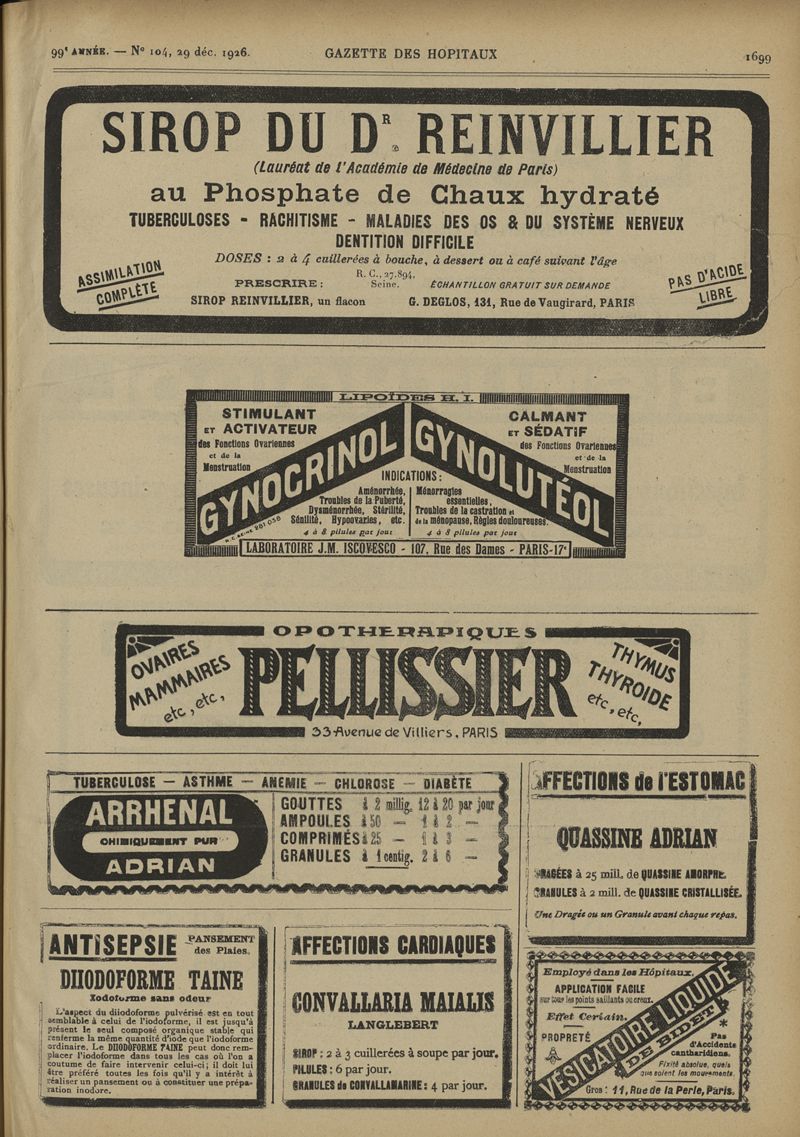 99ᵉ ANNÉE. — Nº 104, 29 déc. 1926. GAZETTE DES HOPITAUX 1699
SIROP DU Dᴿ. REINVILLIER
(Lauréat de l'Académie de Médecine de Paris)
au Phosphate de Chaux hydraté
TUBERCULOSES - RACHITISME - MALADIES DES OS & DU SYSTÈME NERVEUX
DENTITION DIFFICILE
DOSES : 2 à 4 cuillerées à bouche, à dessert ou à café suivant l'âge
ASSIMILATION
COMPLÈTE
R. C., 27.894,
Seine.
PRESCRIRE :
ÉCHANTILLON GRATUIT SUR DEMANDE
SIROP REINVILLIER, un flacon
G. DEGLOS, 131, Rue de Vaugirard, PARIS
PAS D'ACIDE
LIBRE
LIPOÏDES H. I.
STIMULANT
ET ACTIVATEUR
des Fonctions Ovariennes
et de la
Menstruation
GYNOCRINOL
CALMANT
ET SÉDATIF
des Fonctions Ovariennes
et de la
Menstruation
GYNOLUTÉOL
INDICATIONS:
Aménorrhée,
Troubles de la Puberté,
Dysménorrhée, Stérilité,
Sénilité, Hypoovaries, etc.
4 à 8 pilules par jour
R.C. SEINE 281 038
Ménorragies
essentielles,
Troubles de la castration et
de la ménopause, Règles douloureuses.
4 à 8 pilules par jour
LABORATOIRE J.M. ISCOVESCO - 107, Rue des Dames - PARIS-17ᵉ
OPOTHERAPIQUES
OVAIRES
MAMMAIRES
etc, etc,
PELLISSIER
THYMUS
THYROIDE
etc, etc,
33 Avenue de Villiers, PARIS
TUBERCULOSE — ASTHME — ANEMIE — CHLOROSE — DIABÈTE
ARRHENAL
CHIMIQUEMENT PUR
ADRIAN
GOUTTES à 2 millig. 12 à 20 par jour
AMPOULES à 50 — 1 à 2 —
COMPRIMÉS à 25 — 1 à 3 —
GRANULES à 1 centig. 2 à 6 —
AFFECTIONS de l'ESTOMAC
QUASSINE ADRIAN
DRAGÉES à 25 mill. de QUASSINE AMORPHE.
GRANULES à 2 mill. de QUASSINE CRISTALLISÉE.
Une Dragée ou un Granule avant chaque repas.
ANTISEPSIE PANSEMENT
des Plaies.
DIIODOFORME TAINE
Iodoforme sans odeur
L'aspect du diiodoforme pulvérisé est en tout
semblable à celui de l'iodoforme, il est jusqu'à
présent le seul composé organique stable qui
renferme la même quantité d'iode que l'iodoforme
ordinaire. Le DIIODOFORME TAINE peut donc rem-
placer l'iodoforme dans tous les cas où l'on a
coutume de faire intervenir celui-ci; il doit lui
être préféré toutes les fois qu'il y a intérêt à
réaliser un pansement ou à constituer une prépa-
ration inodore.
AFFECTIONS CARDIAQUES
CONVALLARIA MAIALIS
LANGLEBERT
SIROP : 2 à 3 cuillerées à soupe par jour.
PILULES : 6 par jour.
GRANULES de CONVALLAMARINE : 4 par jour.
Employé dans les Hôpitaux.
APPLICATION FACILE
sur tour les points saillants ou creux.
Effet Certain.
PROPRETÉ
VÉSICATOIRE LIQUIDE
DE BIDET
Pas
d'Accidents
cantharidiens.
Fixité absolue, quels
que soient les mouvements.
Gros : 11, Rue de la Perle, Paris.